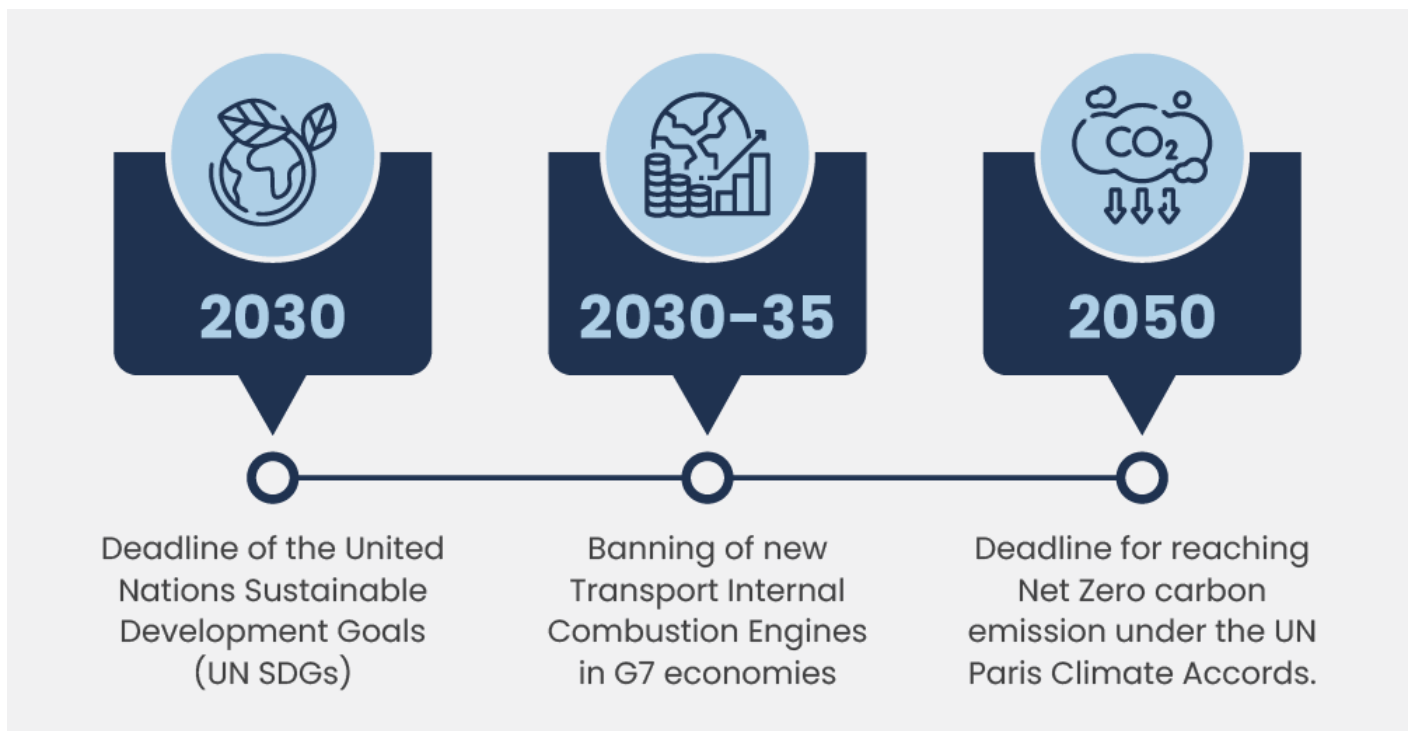 CO₂
2030
2030-35
2050
Deadline of the United
Nations Sustainable
Development Goals
(UN SDGs)
Banning of new
Transport Internal
Combustion Engines
in G7 economies
Deadline for reaching
Net Zero carbon
emission under the UN
Paris Climate Accords.